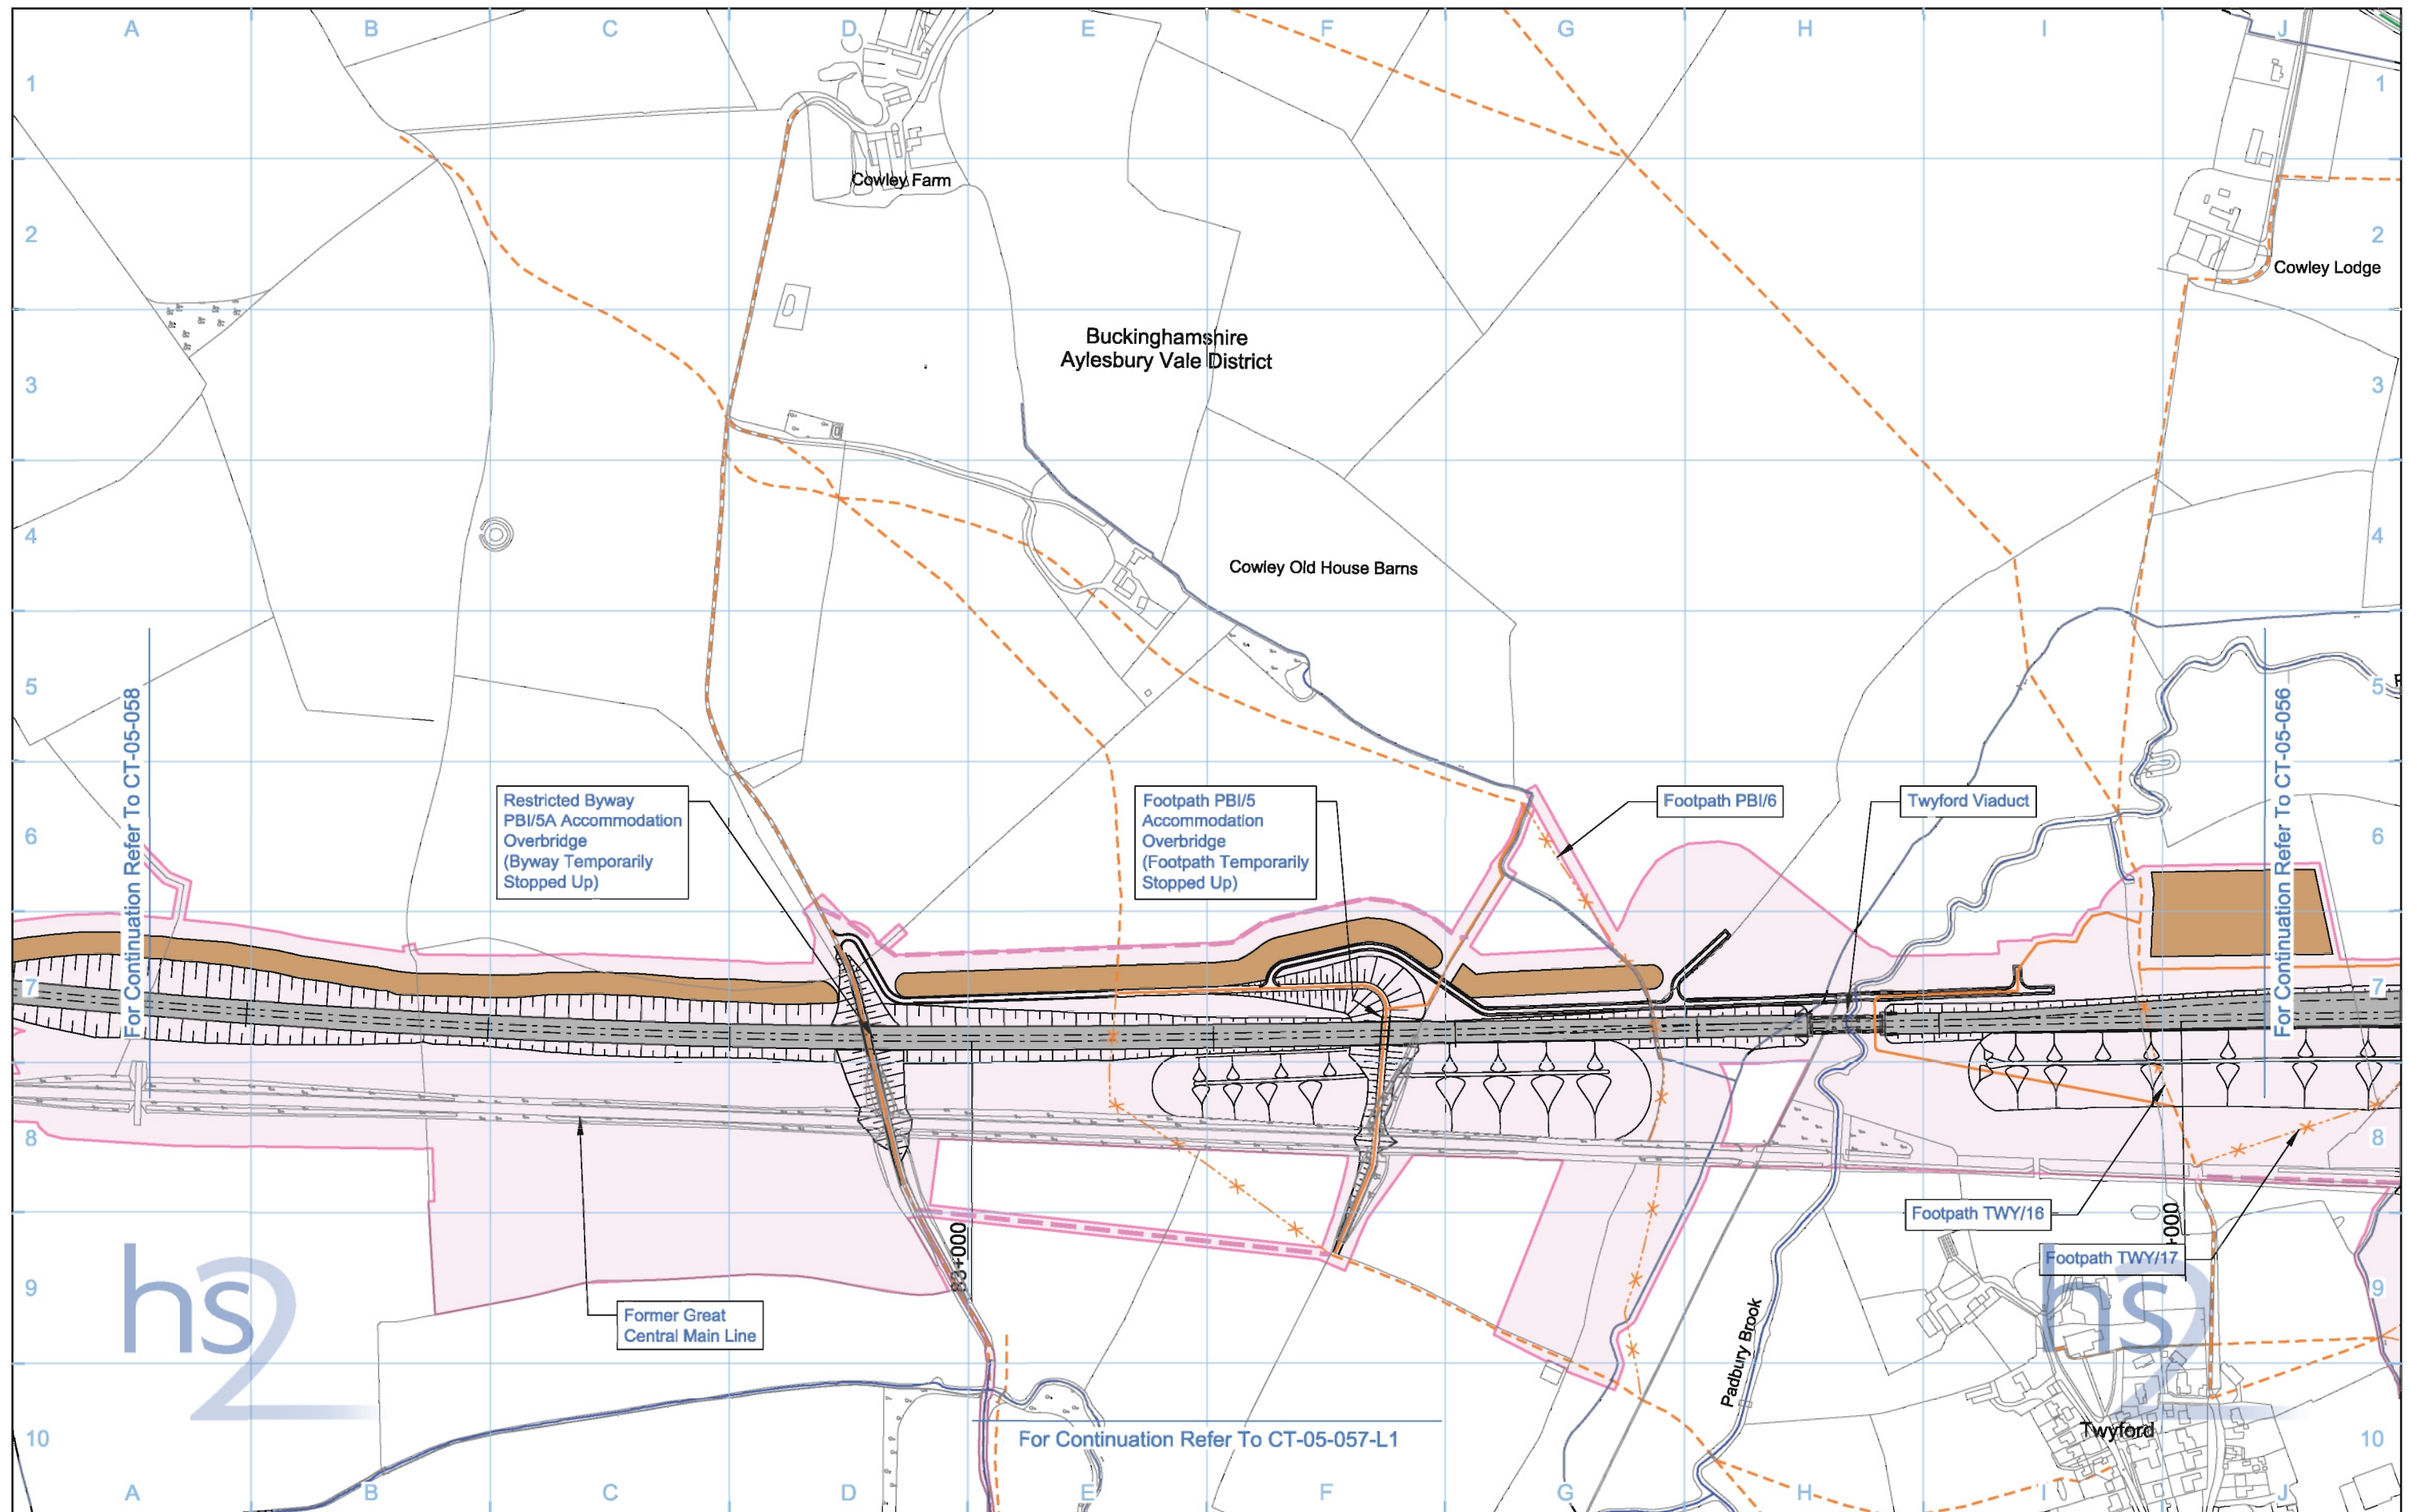 A B C D E F G H I J
1 1
Cowley Farm
2 2
Cowley Lodge
Buckinghamshire
Aylesbury Vale District
3 3
4 4
Cowley Old House Barns
5 5
For Continuation Refer To CT-05-058
For Continuation Refer To CT-05-056
Restricted Byway
PBI/5A Accommodation
Overbridge
(Byway Temporarily
Stopped Up)
Footpath PBI/5
Accommodation
Overbridge
(Footpath Temporarily
Stopped Up)
Footpath PBI/6
Twyford Viaduct
6 6
7 7
8 8
Footpath TWY/16
+000
Footpath TWY/17
+000
9 9
hs2
Former Great
Central Main Line
Padbury Brook
hs2
Twyford
10 10
For Continuation Refer To CT-05-057-L1
A B C D E F G H I J